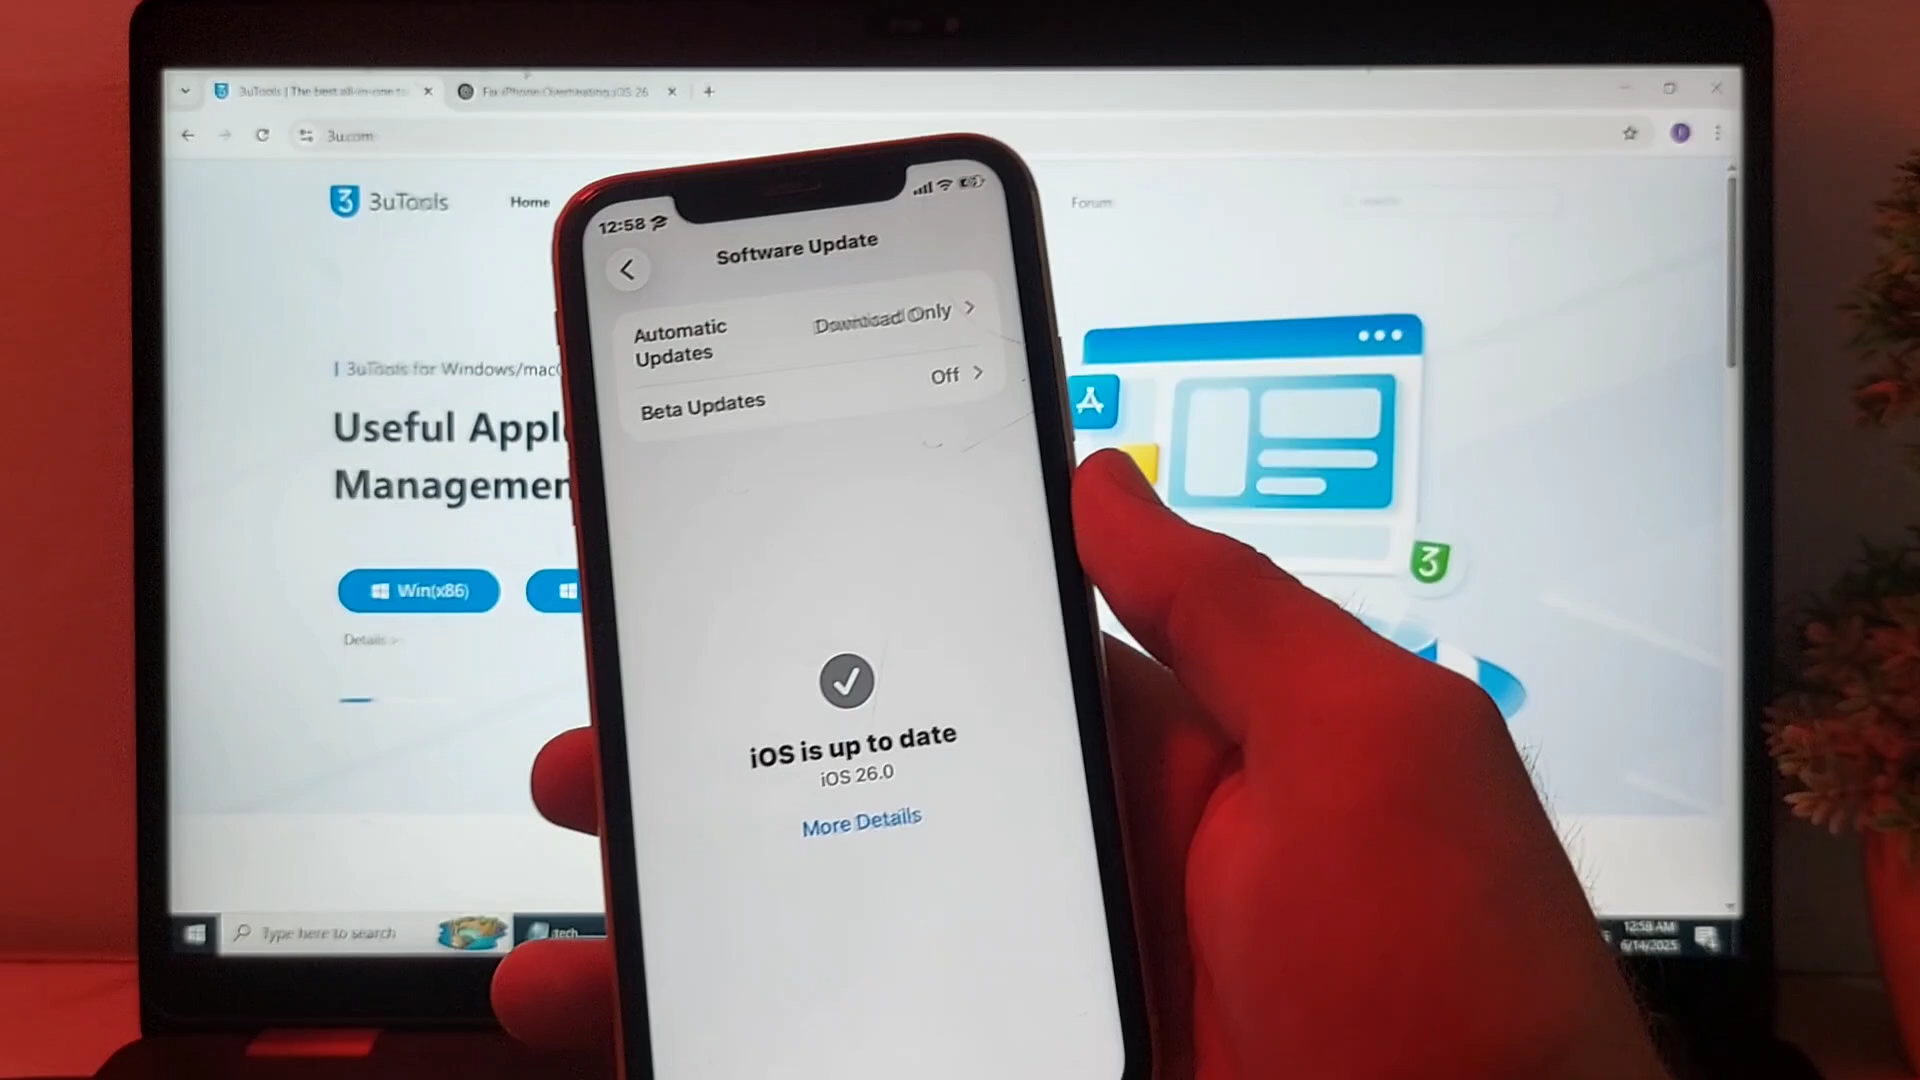 3uTools | The best all-in-one to
Fix iPhone Overheating iOS 26
3u.com
3uTools
Home
Forum
3uTools for Windows/mac
Useful Appl
Managemen
Win(x86)
Details >
Type here to search
tech
12:58 AM
6/14/2025
12:58
Software Update
Automatic
Updates
Download Only
Beta Updates
Off
iOS is up to date
iOS 26.0
More Details